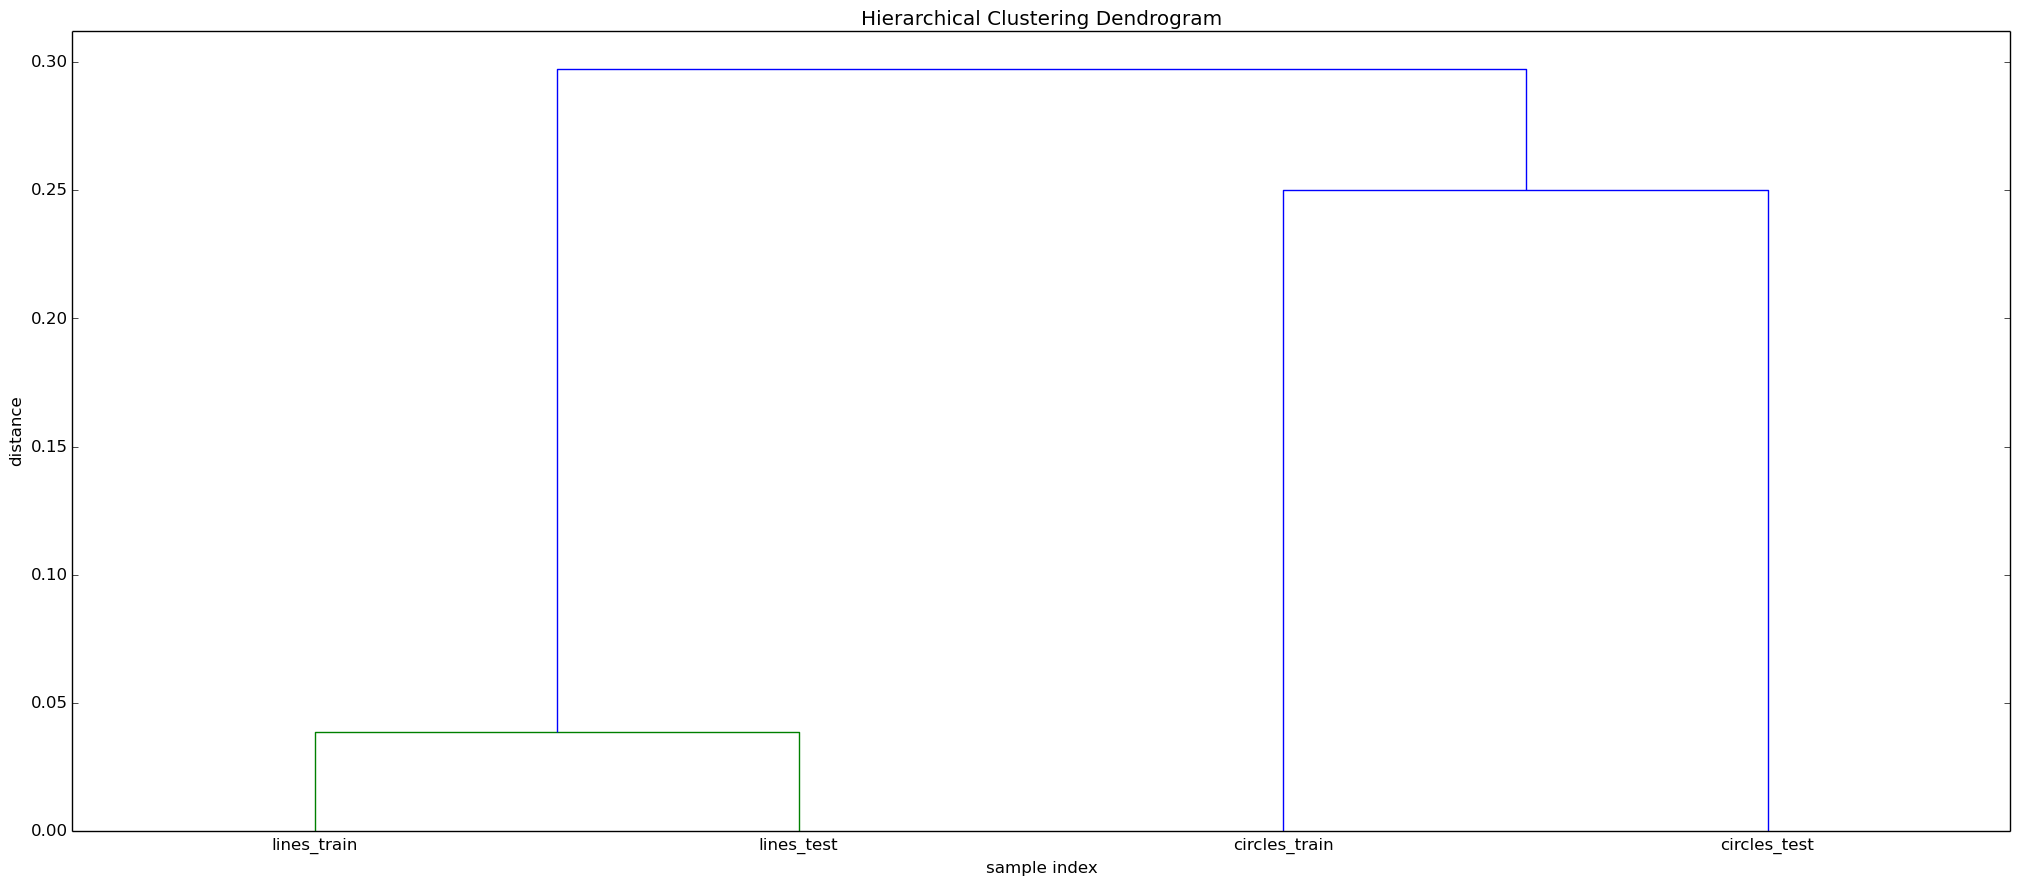 Hierarchical Clustering Dendrogram
0.30
0.25
0.20
0.15
0.10
0.05
0.00
distance
lines_train lines_test circles_train circles_test
sample index